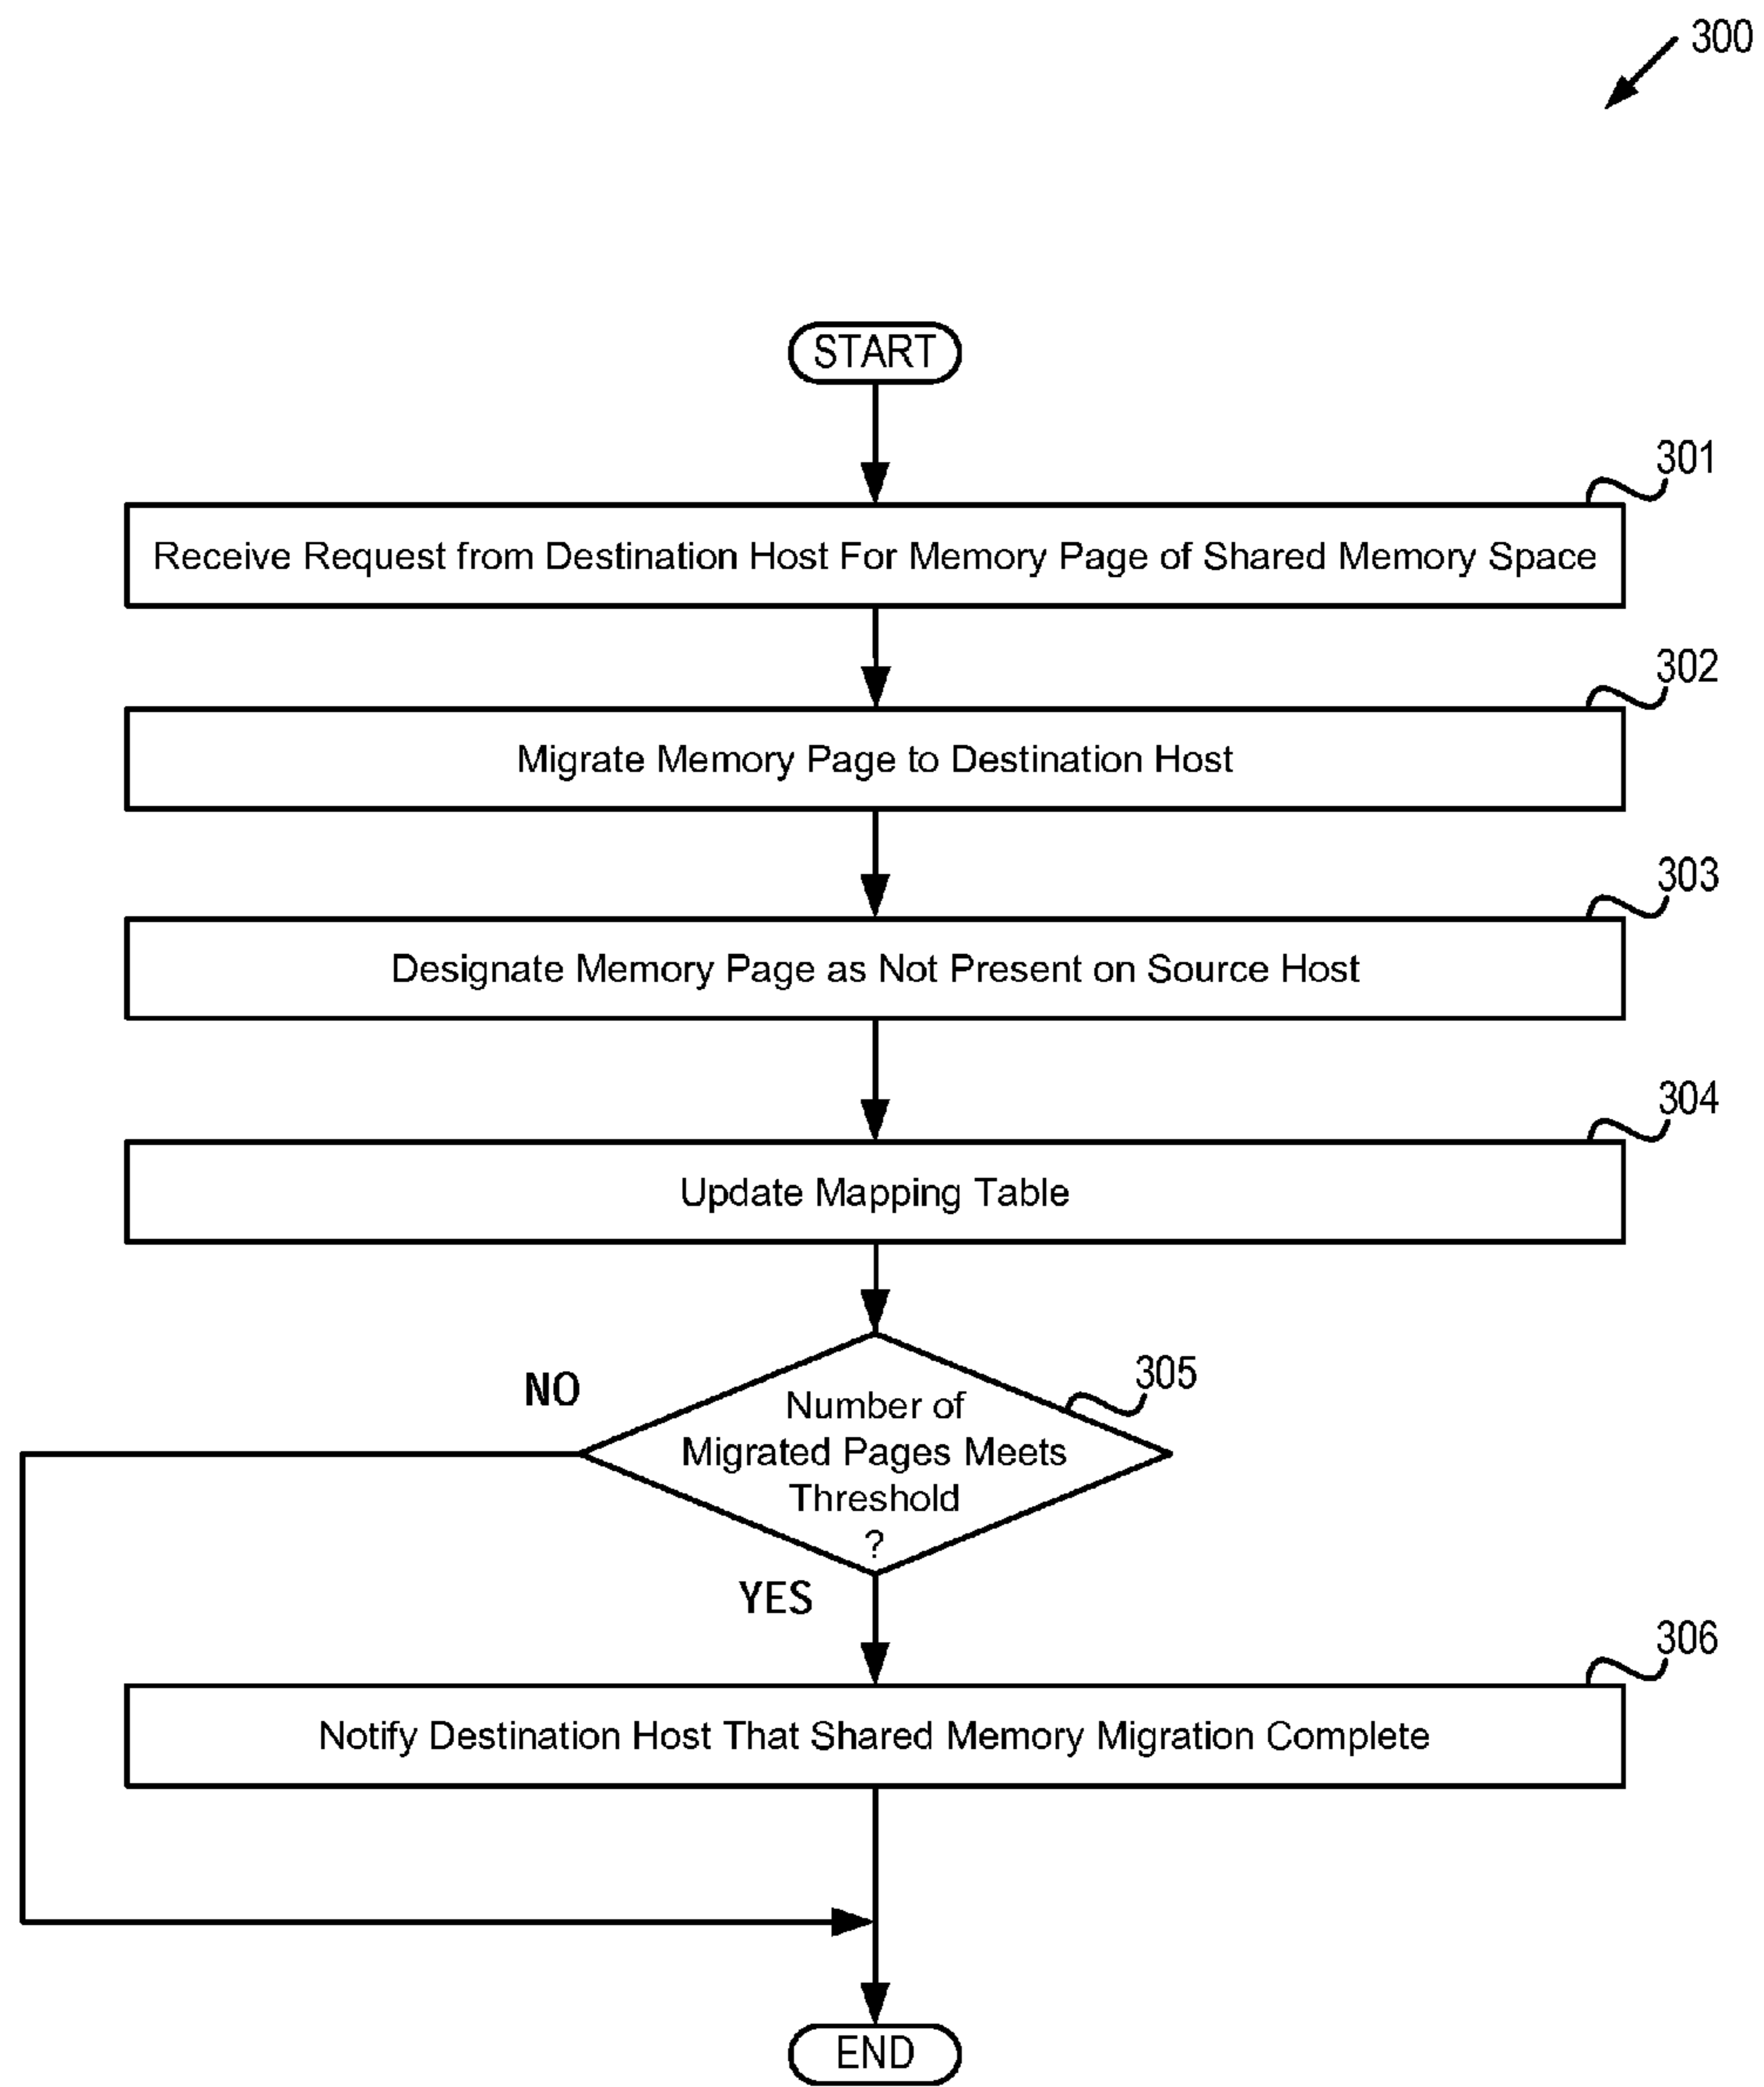 300
START
301
Receive Request from Destination Host For Memory Page of Shared Memory Space
302
Migrate Memory Page to Destination Host
303
Designate Memory Page as Not Present on Source Host
304
Update Mapping Table
305
NO
Number of
Migrated Pages Meets
Threshold
?
YES
306
Notify Destination Host That Shared Memory Migration Complete
END